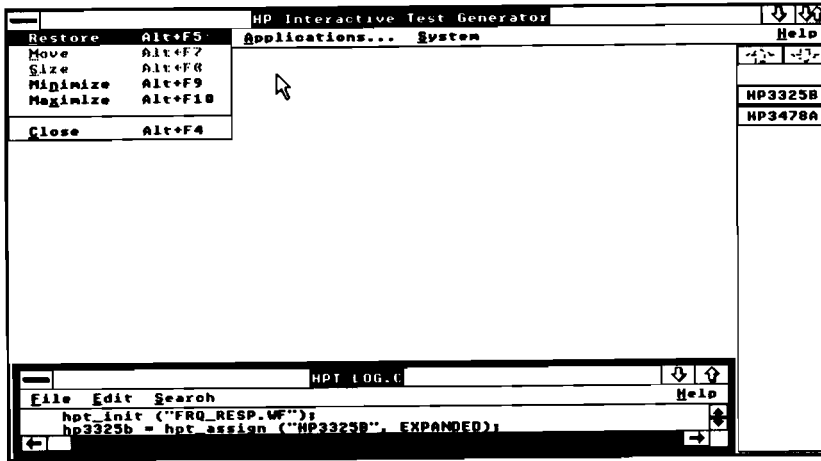 HP Interactive Test Generator
Restore Alt+F5 Applications... System Help
Move Alt+F7
Size Alt+F8
Minimize Alt+F9
Maximize Alt+F10
Close Alt+F4
HP3325B
HP3478A
HPT LOG.C
File Edit Search Help
hpt_init ("FRQ_RESP.WF");
hp3325b = hpt_assign ("HP3325B", EXPANDED);